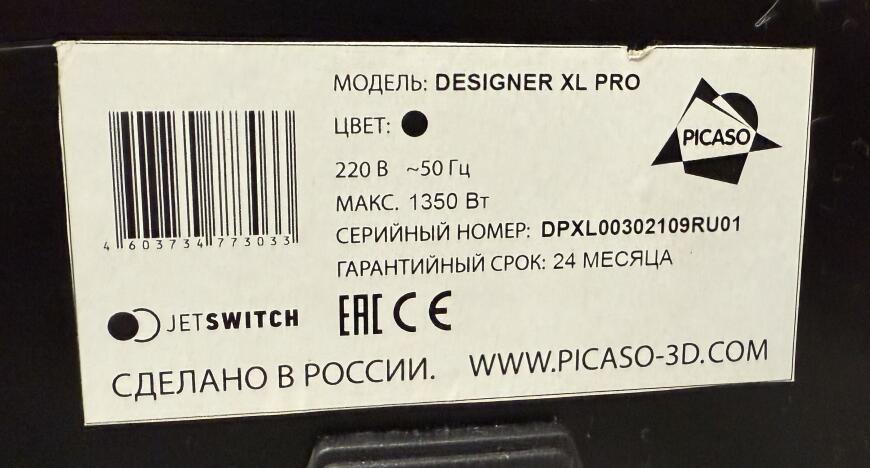 МОДЕЛЬ: DESIGNER XL PRO
ЦВЕТ:
220 В ~50 Гц
МАКС. 1350 Вт
СЕРИЙНЫЙ НОМЕР: DPXL00302109RU01
ГАРАНТИЙНЫЙ СРОК: 24 МЕСЯЦА
PICASO
4 603734 773033
JETSWITCH
EAC CE
СДЕЛАНО В РОССИИ. WWW.PICASO-3D.COM